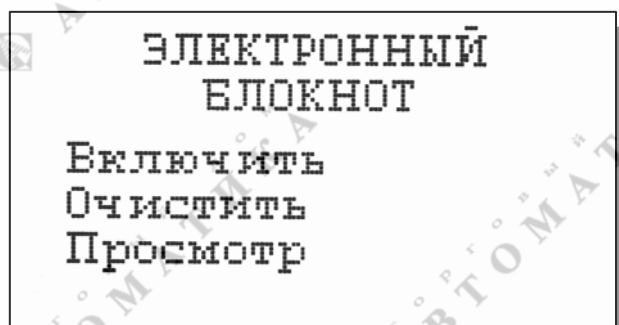 ЭЛЕКТРОННЫЙ
БЛОКНОТ
Включить
Очистить
Просмотр